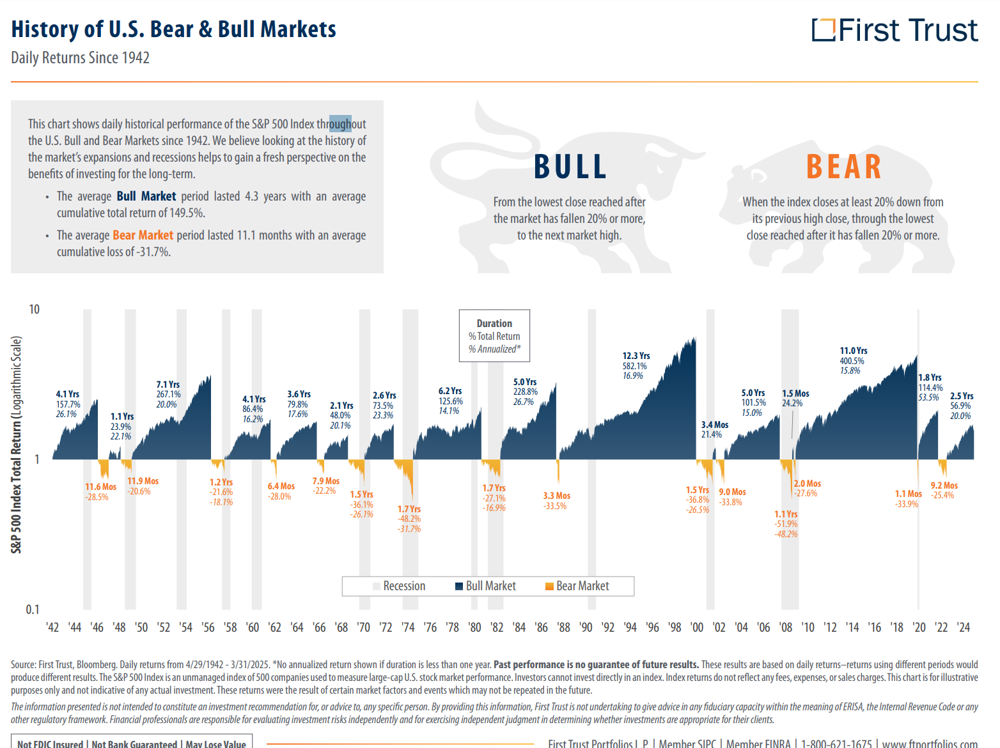 History of U.S. Bear & Bull Markets
First Trust
Daily Returns Since 1942
This chart shows daily historical performance of the S&P 500 Index throughout
the U.S. Bull and Bear Markets since 1942. We believe looking at the history of
the market's expansions and recessions helps to gain a fresh perspective on the
benefits of investing for the long-term.
• The average Bull Market period lasted 4.3 years with an average
cumulative total return of 149.5%.
• The average Bear Market period lasted 11.1 months with an average
cumulative loss of -31.7%.
BULL
From the lowest close reached after
the market has fallen 20% or more,
to the next market high.
BEAR
When the index closes at least 20% down from
its previous high close, through the lowest
close reached after it has fallen 20% or more.
S&P 500 Index Total Return (Logarithmic Scale)
10
1
0.1
Duration
% Total Return
% Annualized*
4.1 Yrs
157.7%
26.1%
1.1 Yrs
23.9%
22.1%
7.1 Yrs
267.1%
20.0%
4.1 Yrs
86.4%
16.2%
3.6 Yrs
79.8%
17.6%
2.1 Yrs
48.0%
20.1%
2.6 Yrs
73.5%
23.3%
6.2 Yrs
125.6%
14.1%
5.0 Yrs
228.8%
26.7%
12.3 Yrs
582.1%
16.9%
3.4 Mos
21.4%
5.0 Yrs
101.5%
15.0%
1.5 Mos
24.2%
11.0 Yrs
400.5%
15.8%
1.8 Yrs
114.4%
53.5%
2.5 Yrs
56.9%
20.0%
11.6 Mos
-28.5%
11.9 Mos
-20.6%
1.2 Yrs
-21.6%
-18.1%
6.4 Mos
-28.0%
7.9 Mos
-22.2%
1.5 Yrs
-36.1%
-26.1%
1.7 Yrs
-48.2%
-31.7%
1.7 Yrs
-27.1%
-16.9%
3.3 Mos
-33.5%
1.5 Yrs
-36.8%
-26.5%
9.0 Mos
-33.8%
1.1 Yrs
-51.9%
-48.2%
2.0 Mos
-27.6%
1.1 Mos
-33.9%
9.2 Mos
-25.4%
Recession Bull Market Bear Market
'42 '44 '46 '48 '50 '52 '54 '56 '58 '60 '62 '64 '66 '68 '70 '72 '74 '76 '78 '80 '82 '84 '86 '88 '90 '92 '94 '96 '98 '00 '02 '04 '06 '08 '10 '12 '14 '16 '18 '20 '22 '24
Source: First Trust, Bloomberg. Daily returns from 4/29/1942 - 3/31/2025. *No annualized return shown if duration is less than one year. Past performance is no guarantee of future results. These results are based on daily returns–returns using different periods would
produce different results. The S&P 500 Index is an unmanaged index of 500 companies used to measure large-cap U.S. stock market performance. Investors cannot invest directly in an index. Index returns do not reflect any fees, expenses, or sales charges. This chart is for illustrative
purposes only and not indicative of any actual investment. These returns were the result of certain market factors and events which may not be repeated in the future.
The information presented is not intended to constitute an investment recommendation for, or advice to, any specific person. By providing this information, First Trust is not undertaking to give advice in any fiduciary capacity within the meaning of ERISA, the Internal Revenue Code or any
other regulatory framework. Financial professionals are responsible for evaluating investment risks independently and for exercising independent judgment in determining whether investments are appropriate for their clients.
Not FDIC Insured | Not Bank Guaranteed | May Lose Value
First Trust Portfolios L.P. | Member SIPC | Member FINRA | 1-800-621-1675 | www.ftportfolios.com